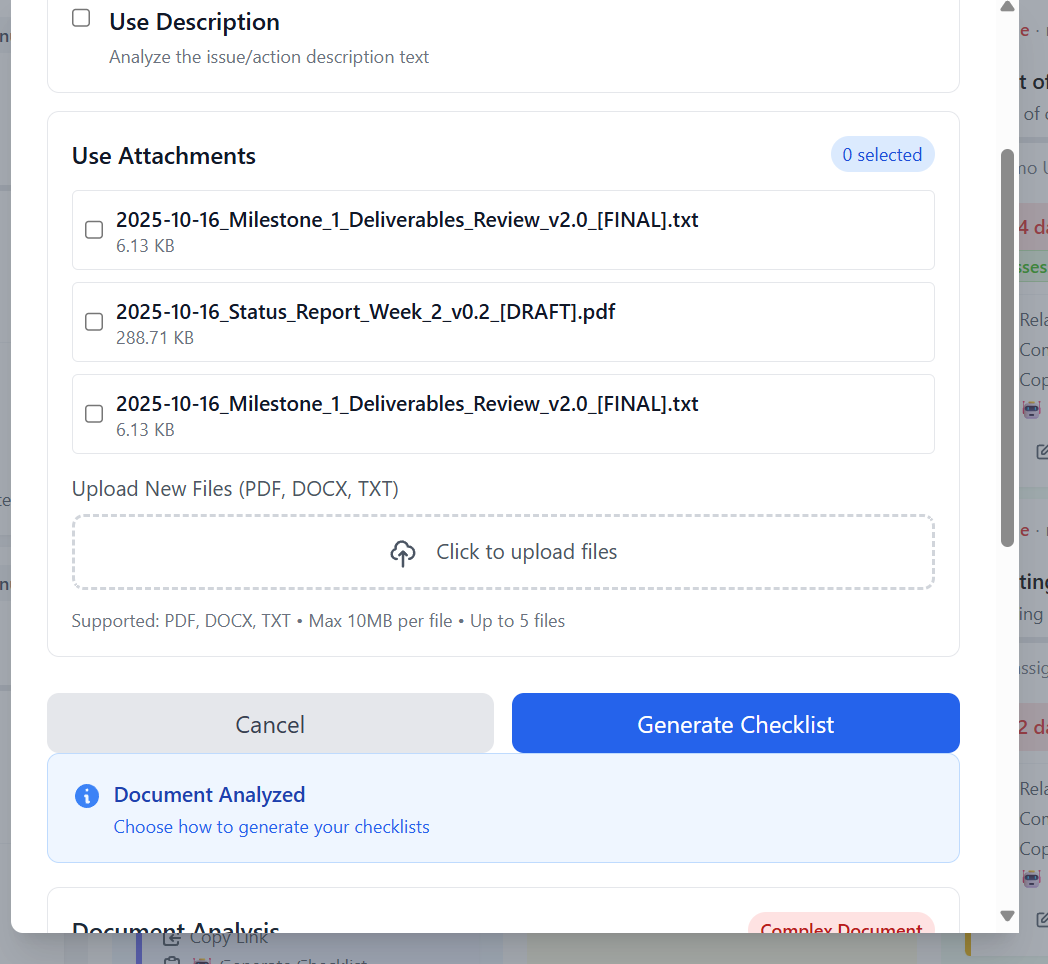 Use Description
Analyze the issue/action description text
Use Attachments
0 selected
2025-10-16_Milestone_1_Deliverables_Review_v2.0_[FINAL].txt
6.13 KB
2025-10-16_Status_Report_Week_2_v0.2_[DRAFT].pdf
288.71 KB
2025-10-16_Milestone_1_Deliverables_Review_v2.0_[FINAL].txt
6.13 KB
Upload New Files (PDF, DOCX, TXT)
Click to upload files
Supported: PDF, DOCX, TXT • Max 10MB per file • Up to 5 files
Cancel
Generate Checklist
Document Analyzed
Choose how to generate your checklists
Document Analysis
Complex Document
Copy Link
Generate Checklist